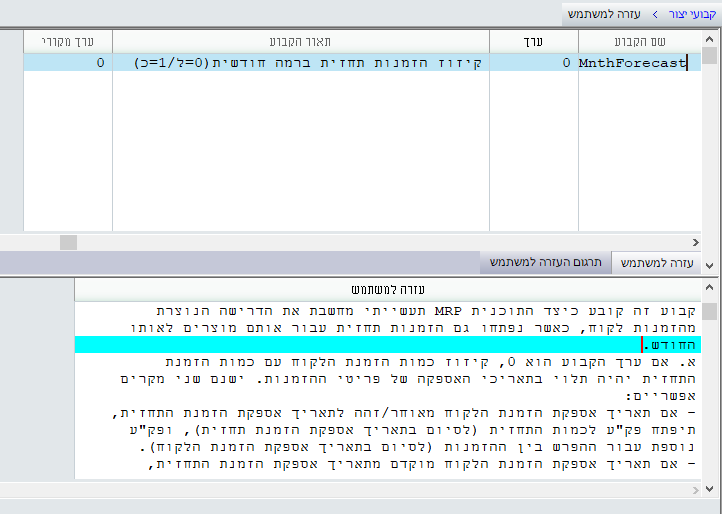 קבועי יצור > עזרה למשתמש
שם הקבוע ערך תאור הקבוע ערך מקורי
MnthForecast 0 קיזוז הזמנות תחזית ברמה חודשית(0=ל/1=כ) 0
עזרה למשתמש תרגום העזרה למשתמש
עזרה למשתמש
קבוע זה קובע כיצד התוכנית MRP תעשייתי מחשבת את הדרישה הנוצרת
מהזמנות לקוח, כאשר נפתחו גם הזמנות תחזית עבור אותם מוצרים לאותו
החודש.
א. אם ערך הקבוע הוא 0, קיזוז כמות הזמנת הלקוח עם כמות הזמנת
התחזית יהיה תלוי בתאריכי האספקה של פריטי ההזמנות. ישנם שני מקרים
אפשריים:
- אם תאריך אספקת הזמנת הלקוח מאוחר/זהה לתאריך אספקת הזמנת התחזית,
תיפתח פק"ע לכמות התחזית (לסיום בתאריך אספקת הזמנת תחזית), ופק"ע
נוספת עבור ההפרש בין ההזמנות (לסיום בתאריך אספקת הזמנת הלקוח).
- אם תאריך אספקת הזמנת הלקוח מוקדם מתאריך אספקת הזמנת התחזית,